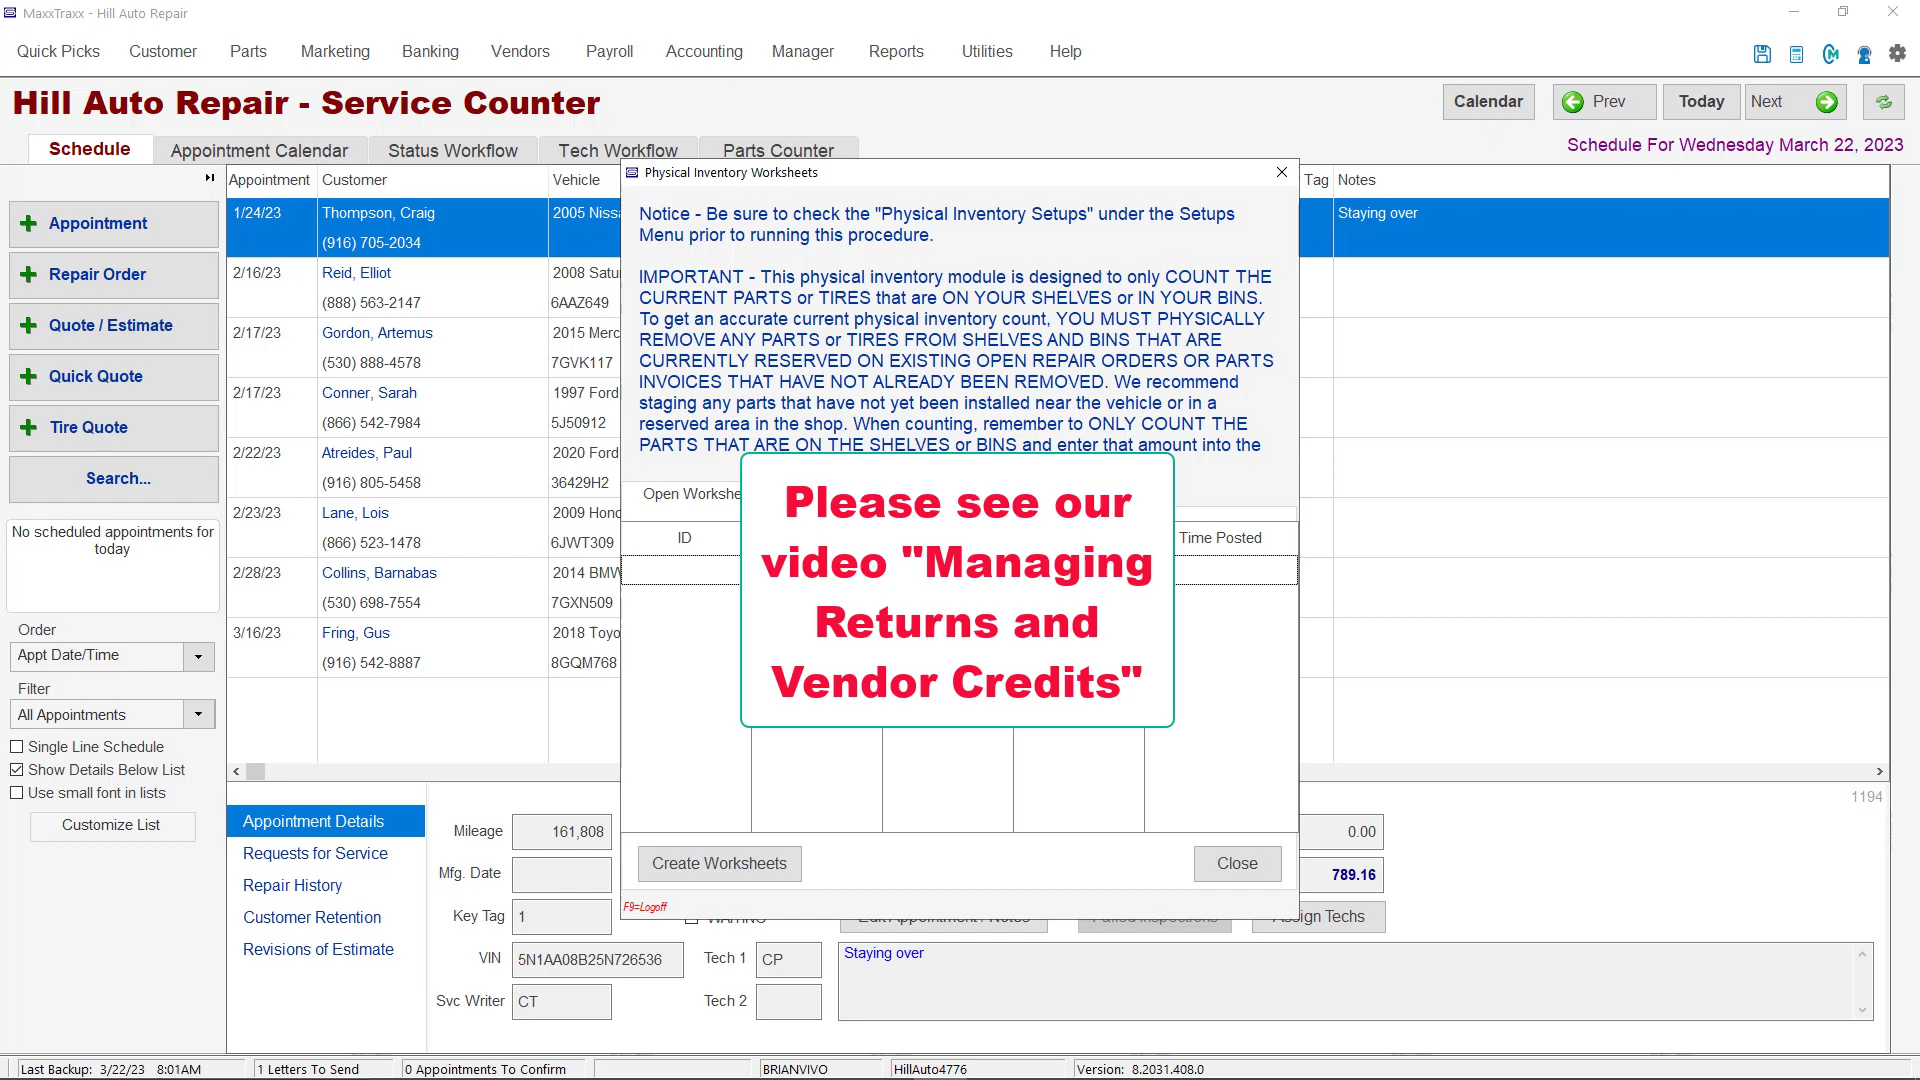 MaxxTraxx - Hill Auto Repair
Quick Picks Customer Parts Marketing Banking Vendors Payroll Accounting Manager Reports Utilities Help
Hill Auto Repair - Service Counter
Calendar Prev Today Next
Schedule Appointment Calendar Status Workflow Tech Workflow Parts Counter
Schedule For Wednesday March 22, 2023
Appointment
Repair Order
Quote / Estimate
Quick Quote
Tire Quote
Search...
No scheduled appointments for
today
Order
Appt Date/Time
Filter
All Appointments
Single Line Schedule
Show Details Below List
Use small font in lists
Customize List
Appointment Customer Vehicle Tag Notes
1/24/23 Thompson, Craig 2005 Niss Staying over
(916) 705-2034
2/16/23 Reid, Elliot 2008 Satu
(888) 563-2147 6AAZ649
2/17/23 Gordon, Artemus 2015 Merc
(530) 888-4578 7GVK117
2/17/23 Conner, Sarah 1997 Ford
(866) 542-7984 5J50912
2/22/23 Atreides, Paul 2020 Ford
(916) 805-5458 36429H2
2/23/23 Lane, Lois 2009 Hond
(866) 523-1478 6JWT309
2/28/23 Collins, Barnabas 2014 BMW
(530) 698-7554 7GXN509
3/16/23 Fring, Gus 2018 Toyo
(916) 542-8887 8GQM768
Physical Inventory Worksheets
Notice - Be sure to check the "Physical Inventory Setups" under the Setups
Menu prior to running this procedure.
IMPORTANT - This physical inventory module is designed to only COUNT THE
CURRENT PARTS or TIRES that are ON YOUR SHELVES or IN YOUR BINS.
To get an accurate current physical inventory count, YOU MUST PHYSICALLY
REMOVE ANY PARTS or TIRES FROM SHELVES AND BINS THAT ARE
CURRENTLY RESERVED ON EXISTING OPEN REPAIR ORDERS OR PARTS
INVOICES THAT HAVE NOT ALREADY BEEN REMOVED. We recommend
staging any parts that have not yet been installed near the vehicle or in a
reserved area in the shop. When counting, remember to ONLY COUNT THE
PARTS THAT ARE ON THE SHELVES or BINS and enter that amount into the
Open Workshe
ID Time Posted
Please see our
video "Managing
Returns and
Vendor Credits"
Create Worksheets Close
F9=Logoff
1194
Appointment Details
Requests for Service
Repair History
Customer Retention
Revisions of Estimate
Mileage 161,808 0.00
Mfg. Date 789.16
Key Tag 1 WAITING Edit Appointment / Notes Failed Inspections Assign Techs
VIN 5N1AA08B25N726536 Tech 1 CP Staying over
Svc Writer CT Tech 2
Last Backup: 3/22/23 8:01AM 1 Letters To Send 0 Appointments To Confirm BRIANVIVO HillAuto4776 Version: 8.2031.408.0